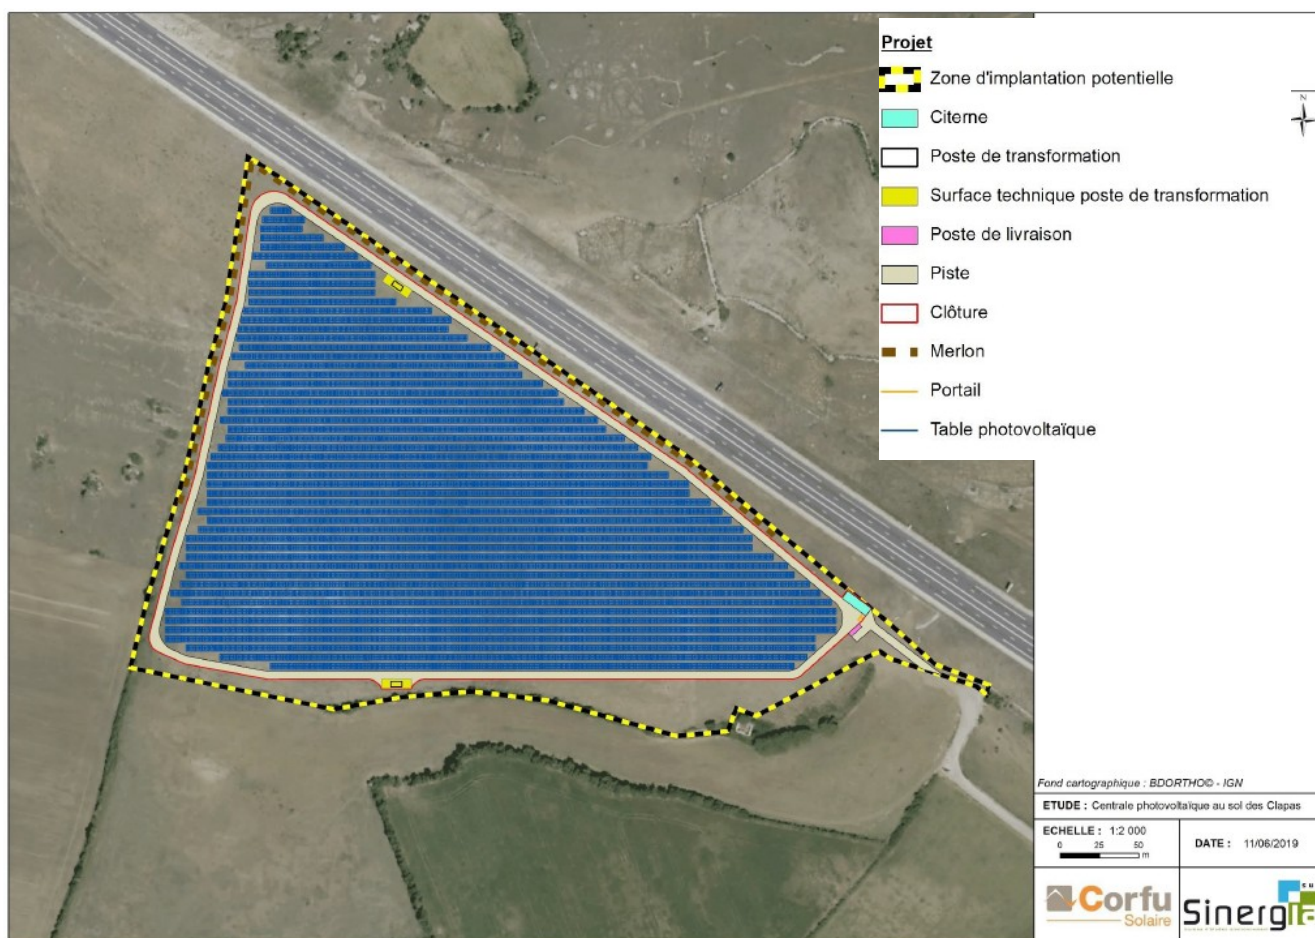 Projet
Zone d'implantation potentielle
Citerne
Poste de transformation
Surface technique poste de transformation
Poste de livraison
Piste
Clôture
Merlon
Portail
Table photovoltaïque
N
Fond cartographique : BDORTHO© - IGN
ETUDE : Centrale photovoltaïque au sol des Clapas
ECHELLE : 1:2 000
0 25 50
m
DATE : 11/06/2019
Corfu
Solaire
su
Sinergia